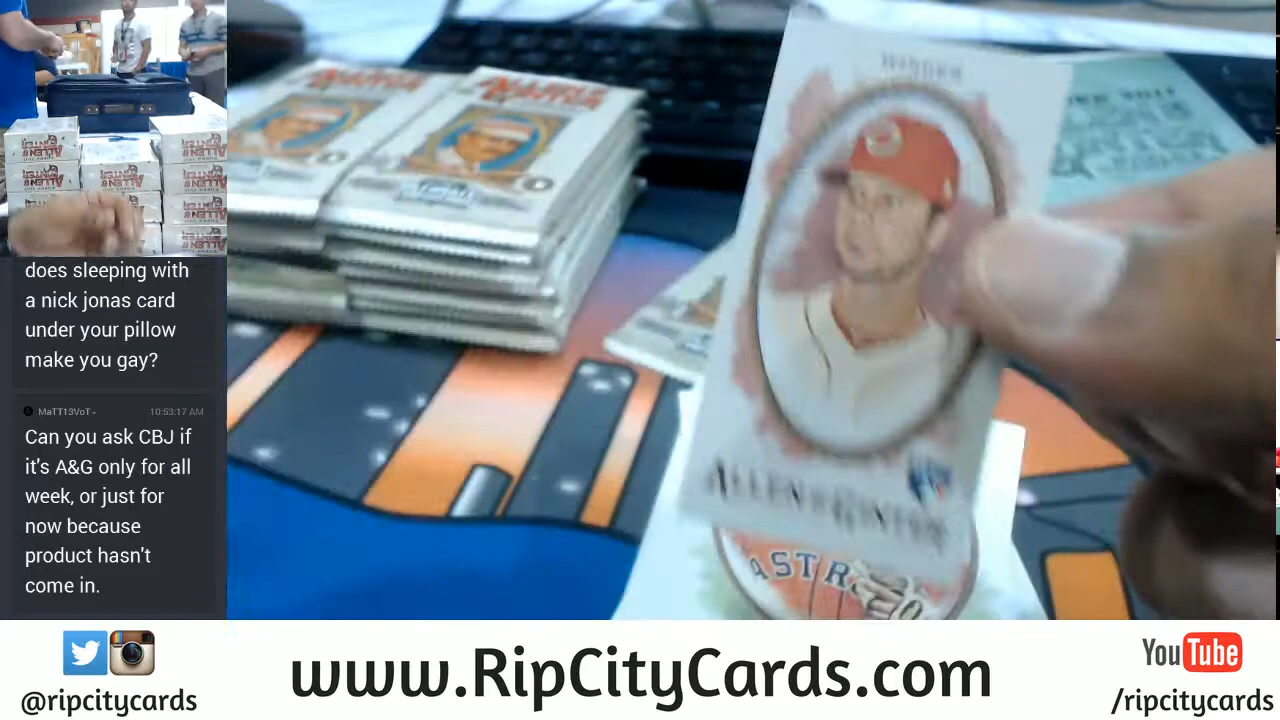 does sleeping with
a nick jonas card
under your pillow
make you gay?
MaTT13VoT-
10:53:17 AM
Can you ask CBJ if
it's A&G only for all
week, or just for
now because
product hasn't
come in.
ALLEN & GINTER
ASTRO
@ripcitycards
www.RipCityCards.com
YouTube
/ripcitycards